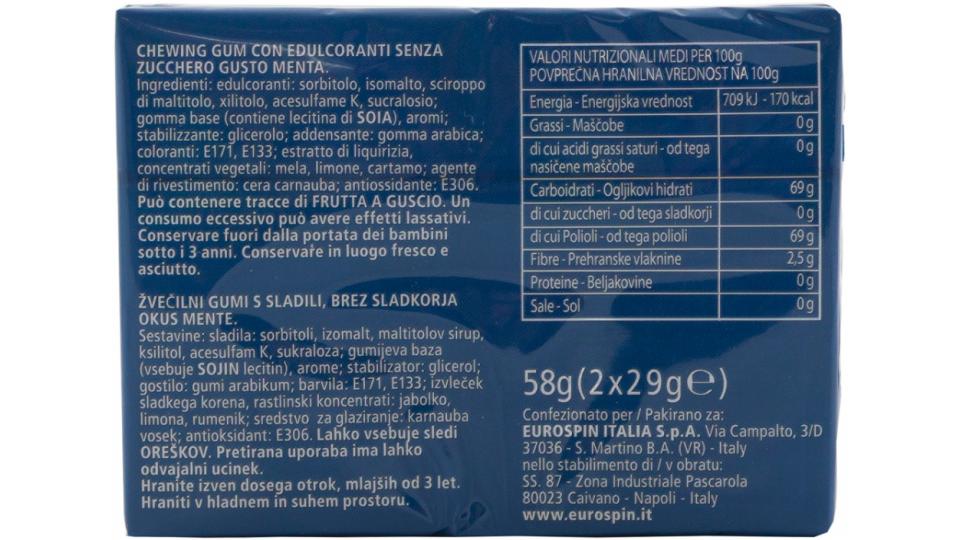 CHEWING GUM CON EDULCORANTI SENZA
ZUCCHERO GUSTO MENTA.
Ingredienti: edulcoranti: sorbitolo, isomalto, sciroppo
di maltitolo, xilitolo, acesulfame K, sucralosio;
gomma base (contiene lecitina di SOIA), aromi;
stabilizzante: glicerolo; addensante: gomma arabica;
coloranti: E171, E133; estratto di liquirizia,
concentrati vegetali: mela, limone, cartamo; agente
di rivestimento: cera carnauba; antiossidante: E306.
Può contenere tracce di FRUTTA A GUSCIO. Un
consumo eccessivo può avere effetti lassativi.
Conservare fuori dalla portata dei bambini
sotto i 3 anni. Conservare in luogo fresco e
asciutto.
ŽVEČILNI GUMI S SLADILI, BREZ SLADKORJA
OKUS MENTE.
Sestavine: sladila: sorbitoli, izomalt, maltitolov sirup,
ksilitol, acesulfam K, sukraloza; gumijeva baza
(vsebuje SOJIN lecitin), arome; stabilizator: glicerol;
gostilo: gumi arabikum; barvila: E171, E133; izvleček
sladkega korena, rastlinski koncentrati: jabolko,
limona, rumenik; sredstvo za glaziranje: karnauba
vosek; antioksidant: E306. Lahko vsebuje sledi
OREŠKOV. Pretirana uporaba ima lahko
odvajalni ucinek.
Hranite izven dosega otrok, mlajših od 3 let.
Hraniti v hladnem in suhem prostoru.
VALORI NUTRIZIONALI MEDI PER 100g
POVPREČNA HRANILNA VREDNOST NA 100g
Energia - Energijska vrednost 709 kJ - 170 kcal
Grassi - Maščobe 0 g
di cui acidi grassi saturi - od tega 0 g
nasičene maščobe
Carboidrati - Ogljikovi hidrati 69 g
di cui zuccheri - od tega sladkorji 0 g
di cui Polioli - od tega polioli 69 g
Fibre - Prehranske vlaknine 2,5 g
Proteine - Beljakovine 0 g
Sale - Sol 0 g
58g (2x29g℮)
Confezionato per / Pakirano za:
EUROSPIN ITALIA S.p.A. Via Campalto, 3/D
37036 - S. Martino B.A. (VR) - Italy
nello stabilimento di / v obratu:
SS. 87 - Zona Industriale Pascarola
80023 Caivano - Napoli - Italy
www.eurospin.it